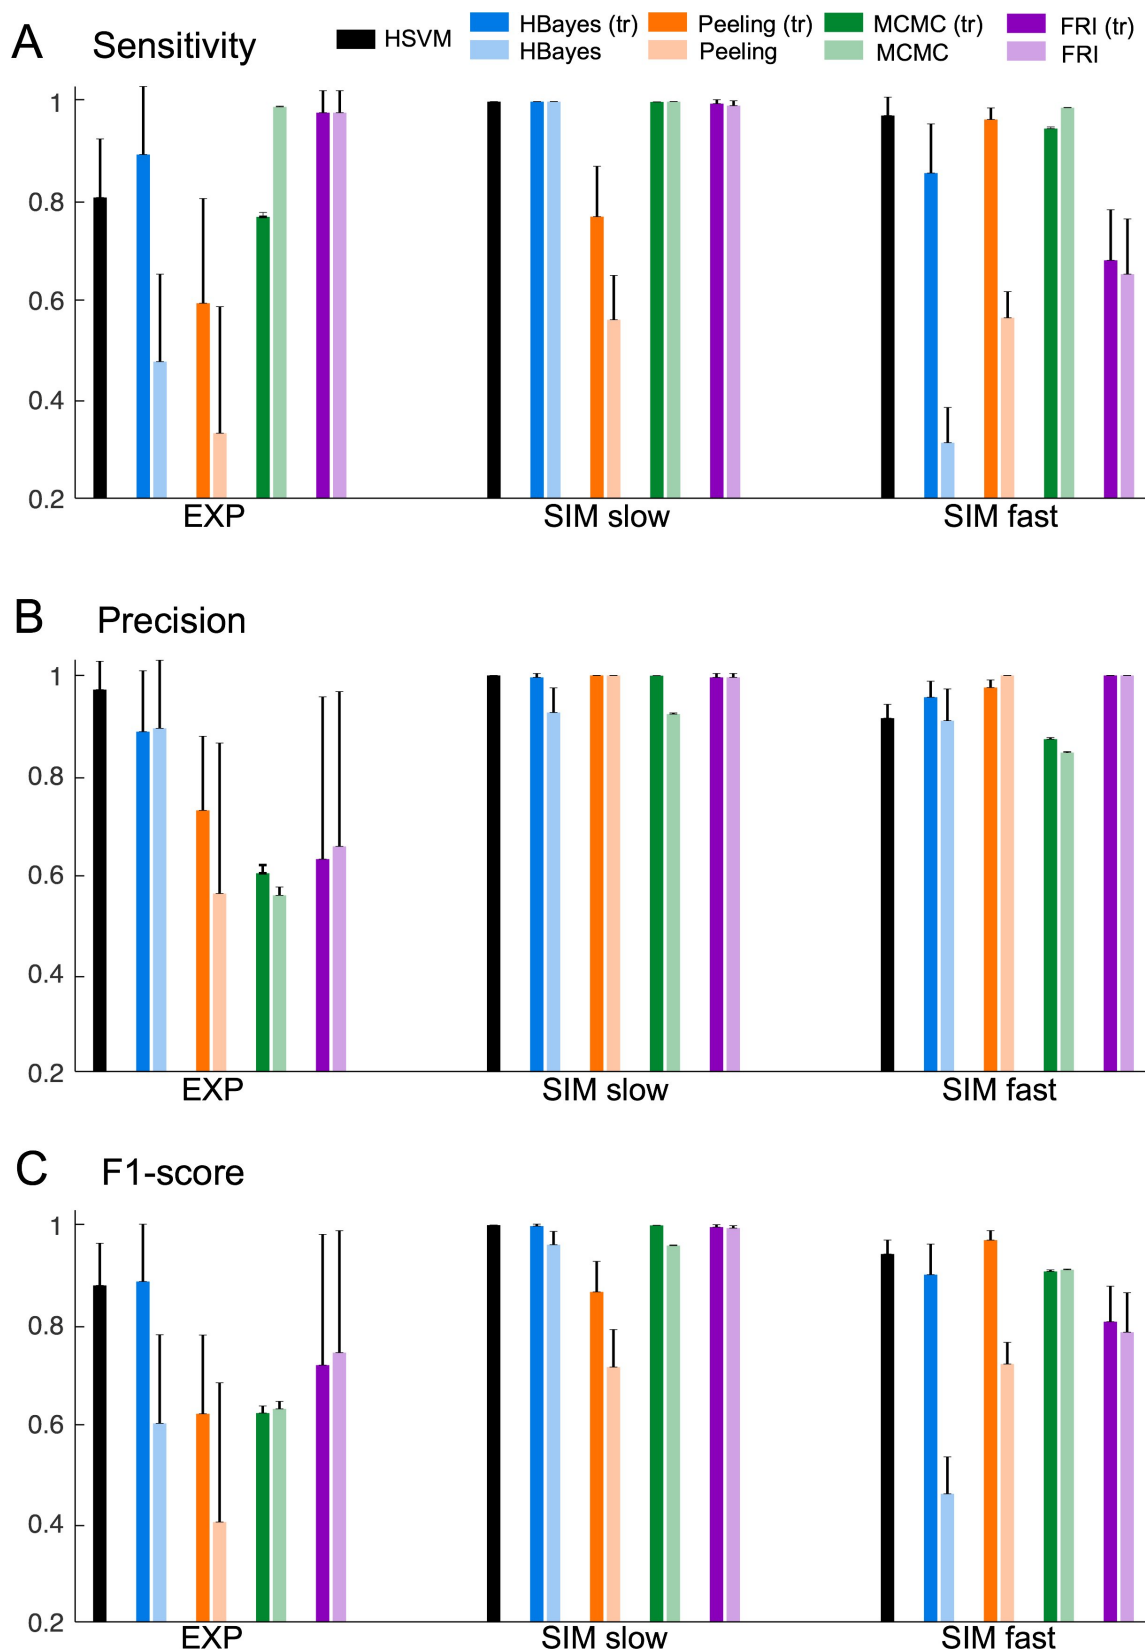 A Sensitivity
HSVM HBayes (tr) Peeling (tr) MCMC (tr) FRI (tr)
HBayes Peeling MCMC FRI
1
0.8
0.6
0.4
0.2
EXP SIM slow SIM fast
B Precision
1
0.8
0.6
0.4
0.2
EXP SIM slow SIM fast
C F1-score
1
0.8
0.6
0.4
0.2
EXP SIM slow SIM fast